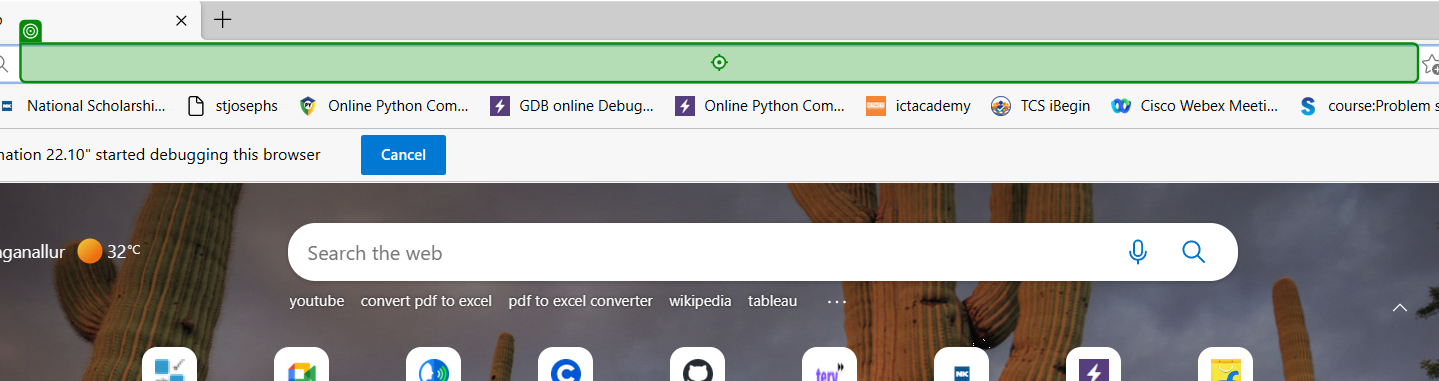 National Scholarshi... stjosephs Online Python Com... GDB online Debug... Online Python Com... ictacademy TCS iBegin Cisco Webex Meeti... course:Problem s
nation 22.10" started debugging this browser Cancel
nganallur 32°C
Search the web
youtube convert pdf to excel pdf to excel converter wikipedia tableau ...